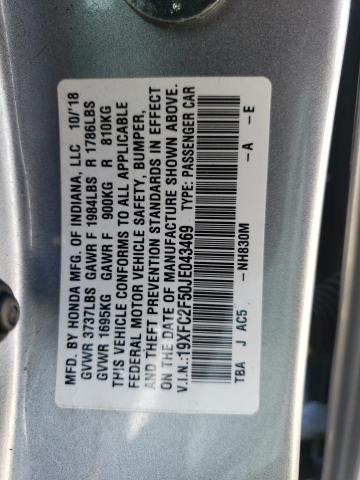 MFD. BY HONDA MFG. OF INDIANA, LLC 10/'18
GVWR 3737LBS GAWR F 1984LBS R 1786LBS
GVWR 1695KG GAWR F 900KG R 810KG
THIS VEHICLE CONFORMS TO ALL APPLICABLE
FEDERAL MOTOR VEHICLE SAFETY, BUMPER,
AND THEFT PREVENTION STANDARDS IN EFFECT
ON THE DATE OF MANUFACTURE SHOWN ABOVE.
V.I.N.:19XFC2F50JE043469 TYPE: PASSENGER CAR
-NH830M -A -E
TBA J AC5